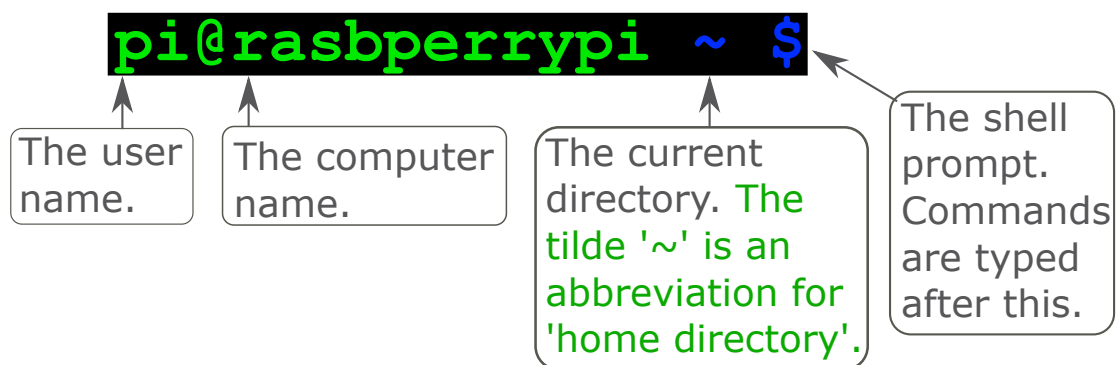 pi@rasbperrypi ~ $
The user
name.
The computer
name.
The current
directory. The
tilde '~' is an
abbreviation for
'home directory'.
The shell
prompt.
Commands
are typed
after this.